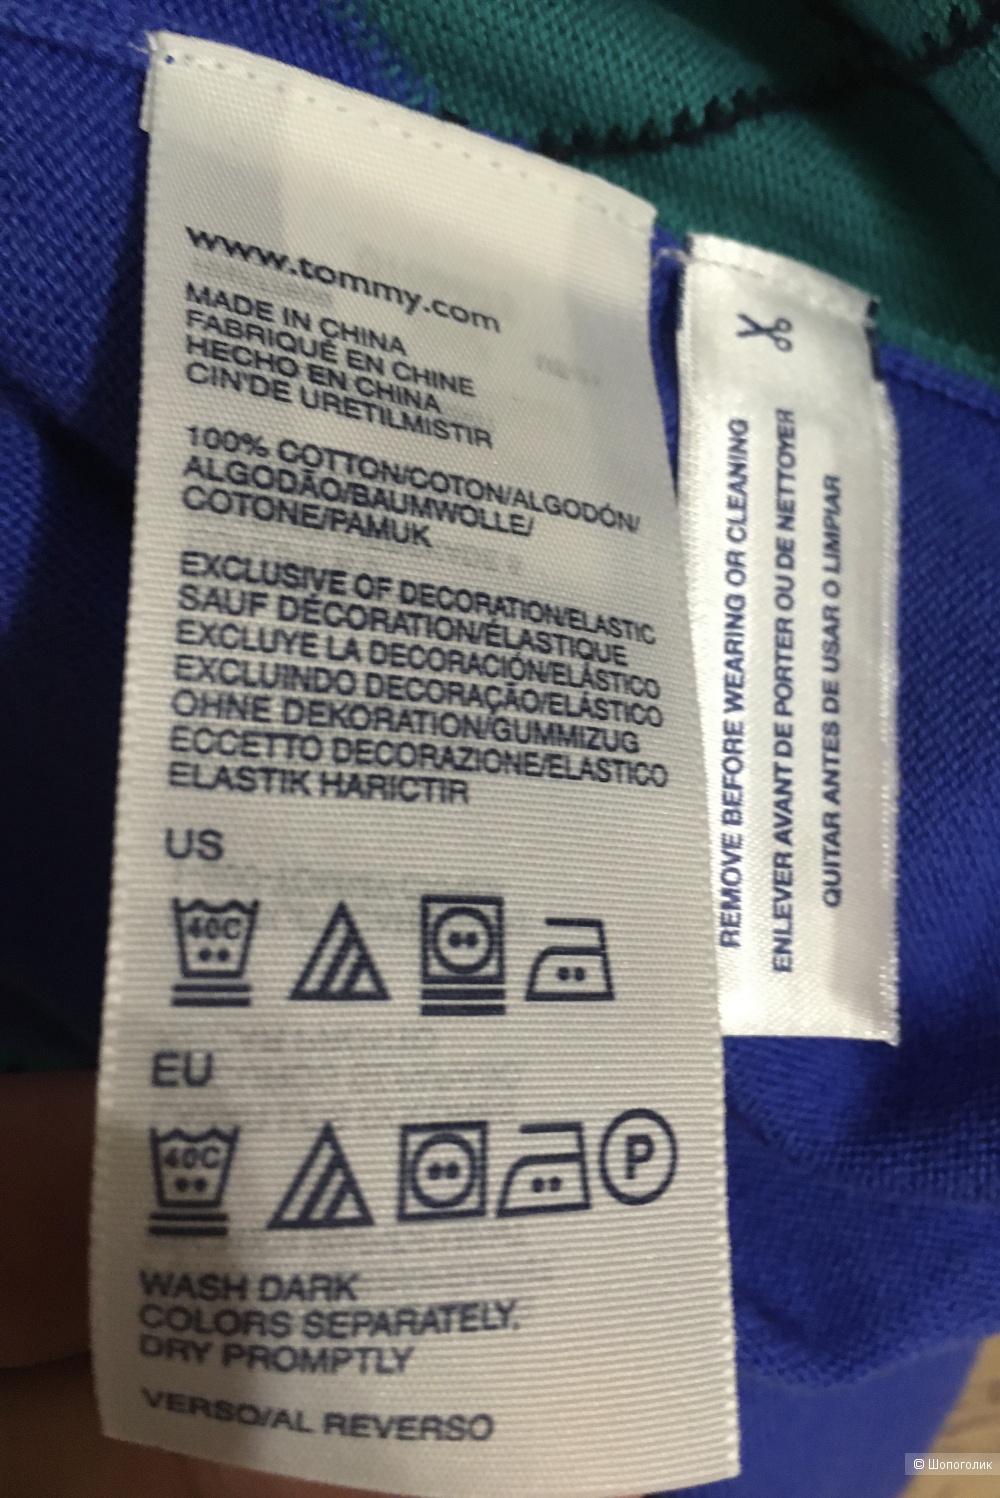 www.tommy.com
MADE IN CHINA
FABRIQUÉ EN CHINE
HECHO EN CHINA
CIN'DE URETILMISTIR
100% COTTON/COTON/ALGODÓN/
ALGODÃO/BAUMWOLLE/
COTONE/PAMUK
EXCLUSIVE OF DECORATION/ELASTIC
SAUF DÉCORATION/ÉLASTIQUE
EXCLUYE LA DECORACIÓN/ELÁSTICO
EXCLUINDO DECORAÇÃO/ELÁSTICO
OHNE DEKORATION/GUMMIZUG
ECCETTO DECORAZIONE/ELASTICO
ELASTIK HARICTIR
US
40C
EU
40C
P
WASH DARK
COLORS SEPARATELY.
DRY PROMPTLY
VERSO/AL REVERSO
REMOVE BEFORE WEARING OR CLEANING
ENLEVER AVANT DE PORTER OU DE NETTOYER
QUITAR ANTES DE USAR O LIMPIAR
© Шопоголик